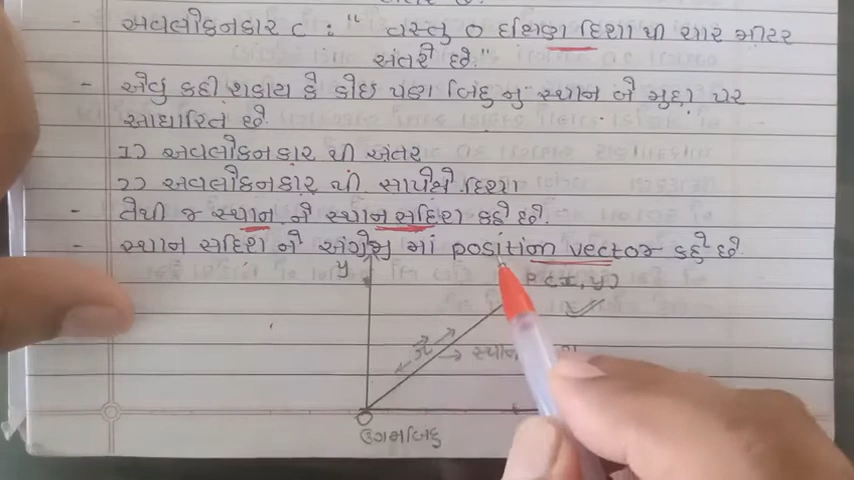 - અવલોકનકાર C : " વસ્તુ O દક્ષિણ દિશા થી ચાર મીટર
અંતરે છે."
- એવું કહી શકાય કે કોઇ પણ બિંદુ નુ સ્થાન બે મુદ્દા પર
આધારિત છે.
1) અવલોકનકાર થી અંતર
2) અવલોકનકાર થી સાપેક્ષે દિશા
- તેથી જ સ્થાન ને સ્થાન સદિશ કહે છે.
- સ્થાન સદિશ ને અંગ્રેજી માં position vector કહે છે.
y
P(x, y)
r → સ્થાન
ઉગમબિંદુ